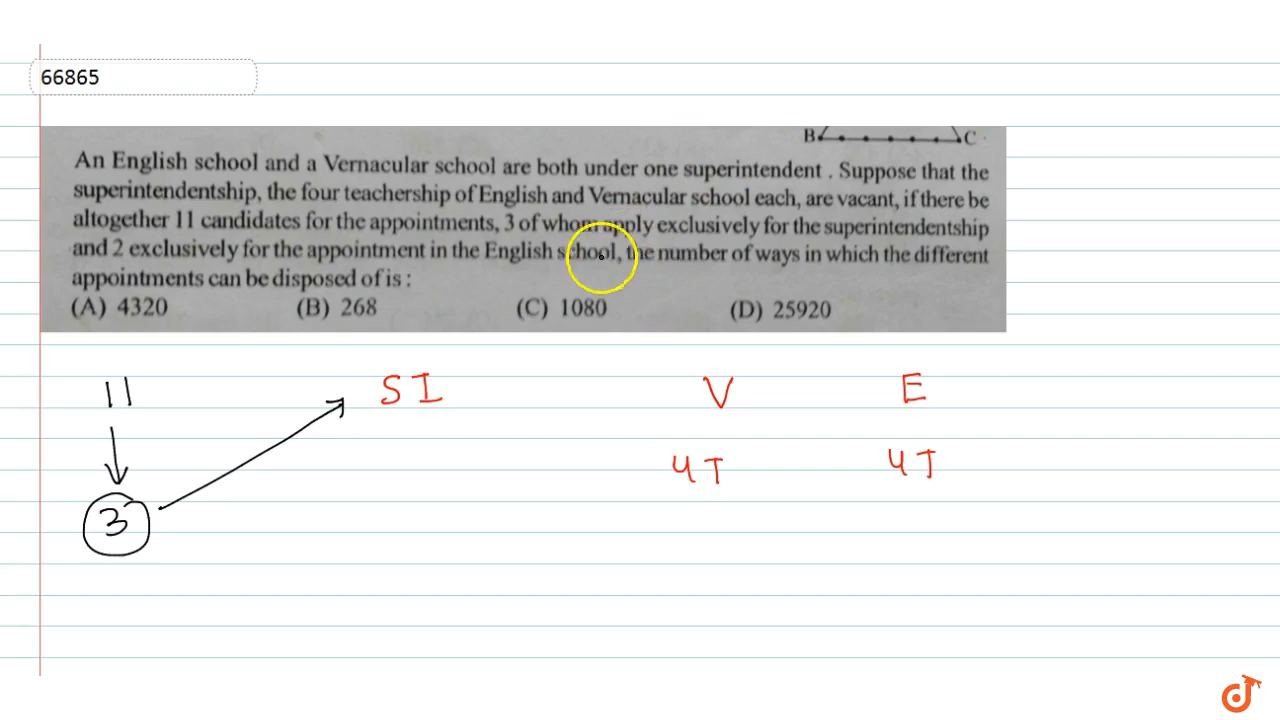 66865
B C
An English school and a Vernacular school are both under one superintendent . Suppose that the
superintendentship, the four teachership of English and Vernacular school each, are vacant, if there be
altogether 11 candidates for the appointments, 3 of whom apply exclusively for the superintendentship
and 2 exclusively for the appointment in the English school, the number of ways in which the different
appointments can be disposed of is :
(A) 4320 (B) 268 (C) 1080 (D) 25920
11 S I V E
4T 4T
3